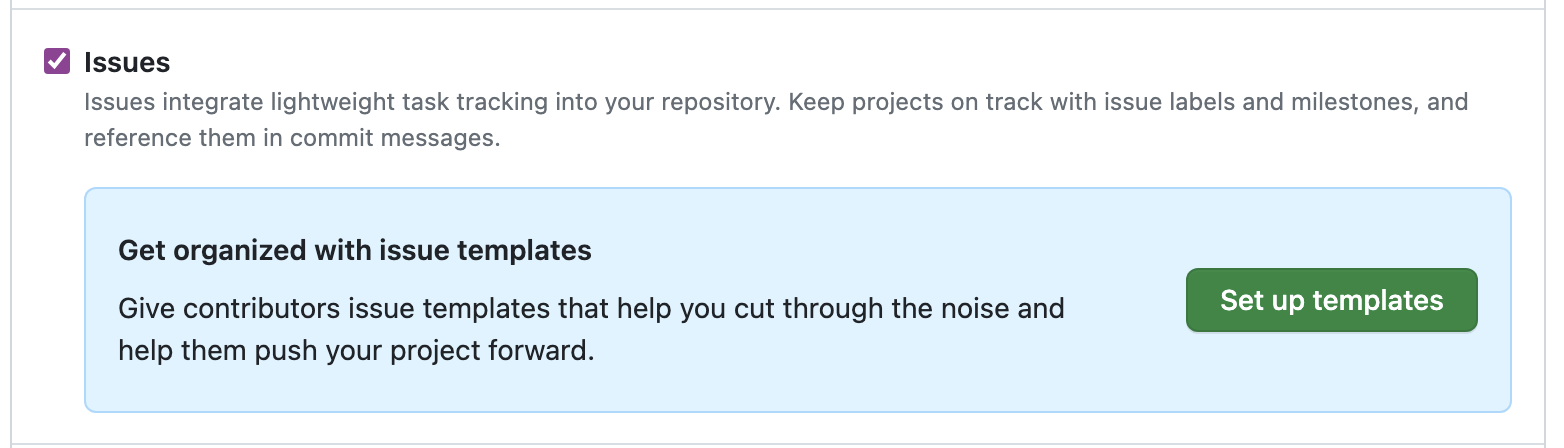 Issues
Issues integrate lightweight task tracking into your repository. Keep projects on track with issue labels and milestones, and
reference them in commit messages.
Get organized with issue templates
Give contributors issue templates that help you cut through the noise and
help them push your project forward.
Set up templates